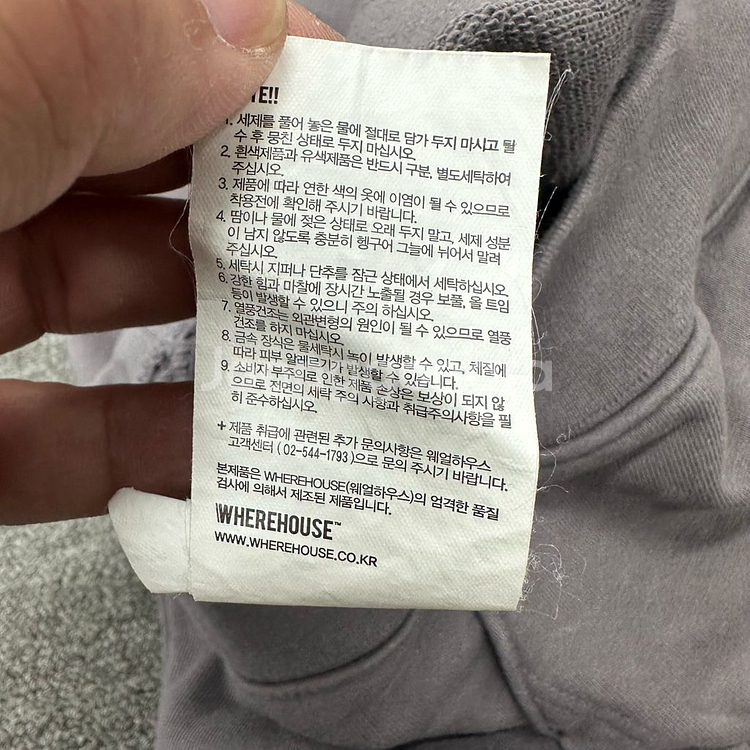 TE!!
1. 세제를 풀어 놓은 물에 절대로 담가 두지 마시고 탈
수 후 뭉친 상태로 두지 마십시오.
2. 흰색제품과 유색제품은 반드시 구분, 별도세탁하여
주십시오.
3. 제품에 따라 연한 색의 옷에 이염이 될 수 있으므로
착용전에 확인해 주시기 바랍니다.
4. 땀이나 물에 젖은 상태로 오래 두지 말고, 세제 성분
이 남지 않도록 충분히 헹구어 그늘에 뉘어서 말려
주십시오.
5. 세탁시 지퍼나 단추를 잠근 상태에서 세탁하십시오.
6. 강한 힘과 마찰에 장시간 노출될 경우 보풀, 올 트임
등이 발생할 수 있으니 주의 하십시오.
7. 열풍건조는 외관변형의 원인이 될 수 있으므로 열풍
건조를 하지 마십시오.
8. 금속 장식은 물세탁시 녹이 발생할 수 있고, 체질에
따라 피부 알레르기가 발생할 수 있습니다.
9. 소비자 부주의로 인한 제품 손상은 보상이 되지 않
으므로 전면의 세탁 주의 사항과 취급주의사항을 필
히 준수하십시오.
+ 제품 취급에 관련된 추가 문의사항은 웨얼하우스
고객센터 ( 02-544-1793 )으로 문의 주시기 바랍니다.
본제품은 WHEREHOUSE(웨얼하우스)의 엄격한 품질
검사에 의해서 제조된 제품입니다.
WHEREHOUSE™
WWW.WHEREHOUSE.CO.KR